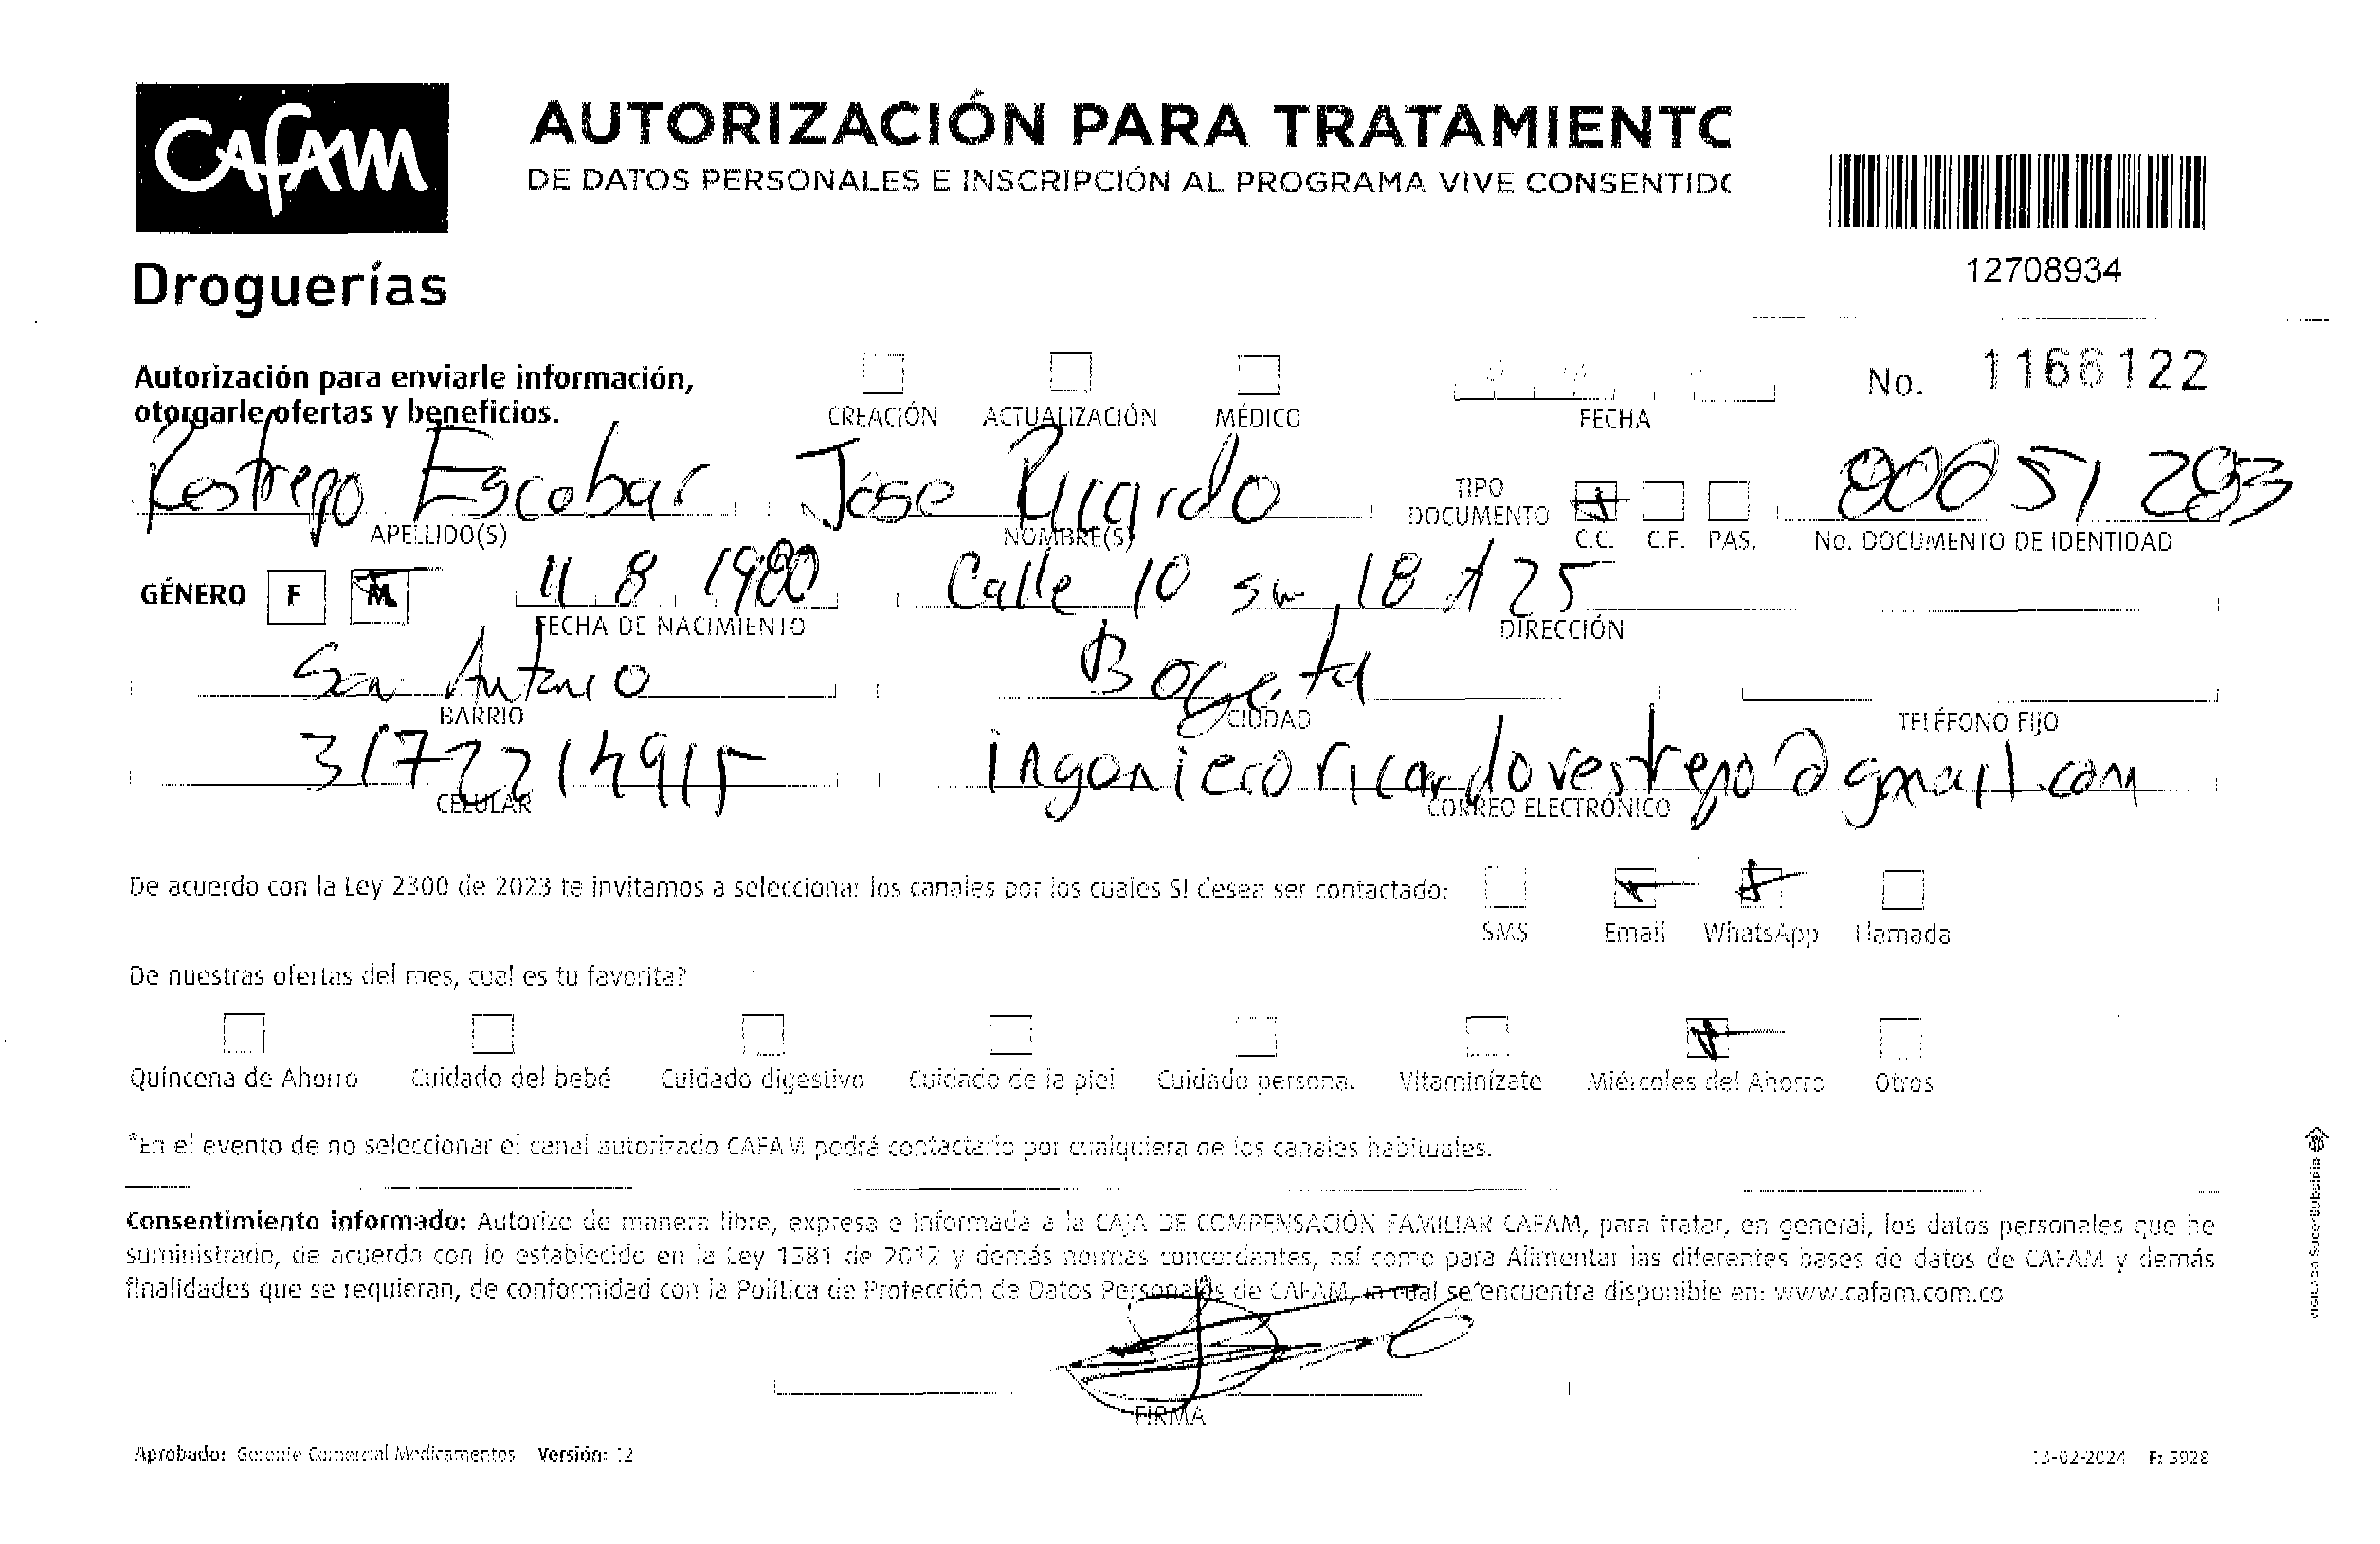 CAFAM
Droguerías
AUTORIZACIÓN PARA TRATAMIENTO
DE DATOS PERSONALES E INSCRIPCIÓN AL PROGRAMA VIVE CONSENTIDO
12708934
Autorización para enviarle información,
otorgarle ofertas y beneficios.
CREACIÓN ACTUALIZACIÓN MÉDICO FECHA No. 1166122
Restrepo Escobar Jose Ricardo TIPO DOCUMENTO
APELLIDO(S) NOMBRE(S) C.C. C.F. PAS. No. DOCUMENTO DE IDENTIDAD
GÉNERO F M 11 8 1980 Calle 10 sur 18 A 25
FECHA DE NACIMIENTO DIRECCIÓN
San Antonio Bogota
BARRIO CIUDAD TELÉFONO FIJO
3172214915 ingenieroricardorestrepo@gmail.com
CELULAR CORREO ELECTRÓNICO
De acuerdo con la Ley 2300 de 2023 te invitamos a seleccionar los canales por los cuales SI desea ser contactado:
SMS Email WhatsApp Llamada
De nuestras ofertas del mes, cual es tu favorita?
Quincena de Ahorro Cuidado del bebé Cuidado digestivo Cuidado de la piel Cuidado personal Vitaminízate Miércoles del Ahorro Otros
*En el evento de no seleccionar el canal autorizado CAFAM podrá contactarlo por cualquiera de los canales habituales.
Consentimiento informado: Autorizo de manera libre, expresa e informada a la CAJA DE COMPENSACIÓN FAMILIAR CAFAM, para tratar, en general, los datos personales que he
suministrado, de acuerdo con lo establecido en la Ley 1581 de 2012 y demás normas concordantes, así como para Alimentar las diferentes bases de datos de CAFAM y demás
finalidades que se requieran, de conformidad con la Política de Protección de Datos Personales de CAFAM, la cual se encuentra disponible en: www.cafam.com.co
FIRMA
Aprobado: Gerente Comercial Medicamentos Versión: 12
13-02-2024 F: 5928
VIGILADO SuperSubsidio